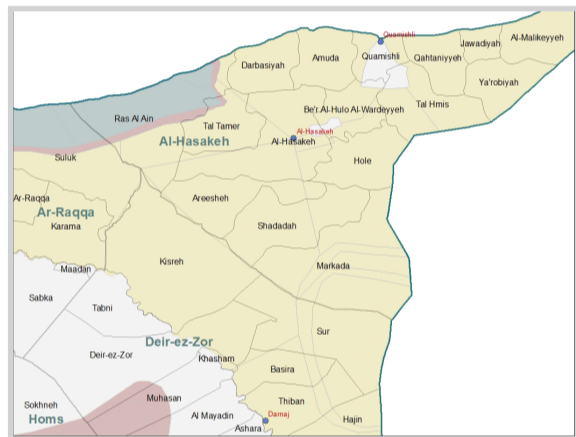 Quamishli
Al-Malikeyyeh
Jawadiyah
Amuda
Quamishli
Qahtaniyyeh
Darbasiyah
Ya'robiyah
Tal Hmis
Be'r Al-Hulo Al-Wardeyyeh
Ras Al Ain
Tal Tamer
Al-Hasakeh
Al-Hasakeh
Al-Hasakeh
Suluk
Hole
Ar-Raqqa
Areesheh
Ar-Raqqa
Karama
Shadadah
Kisreh
Markada
Maadan
Sabka
Tabni
Sur
Deir-ez-Zor
Deir-ez-Zor
Khasham
Basira
Muhasan
Thiban
Sokhneh
Homs
Al Mayadin
Damaj
Hajin
Ashara